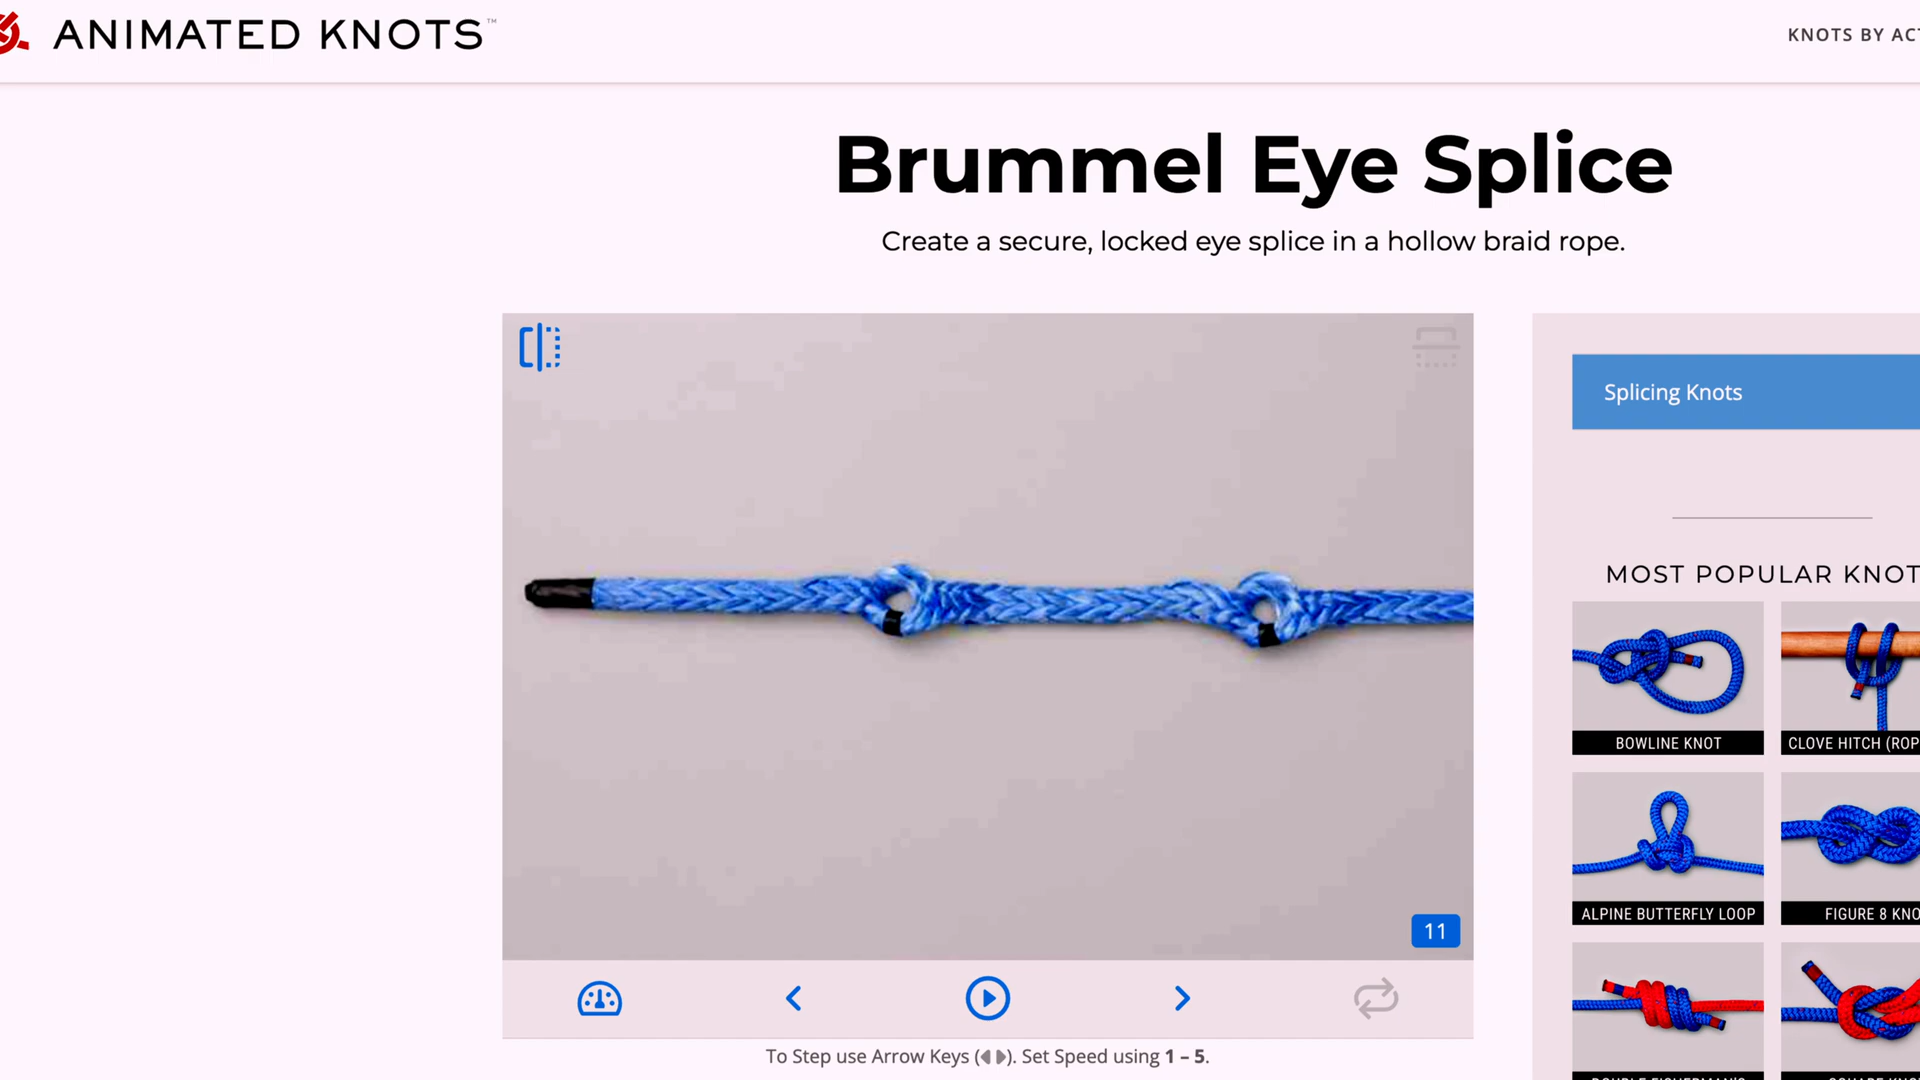 ANIMATED KNOTS™
KNOTS BY ACT
Brummel Eye Splice
Create a secure, locked eye splice in a hollow braid rope.
Splicing Knots
MOST POPULAR KNOT
BOWLINE KNOT
CLOVE HITCH (ROP
ALPINE BUTTERFLY LOOP
FIGURE 8 KNO
11
To Step use Arrow Keys (◀ ▶). Set Speed using 1 – 5.